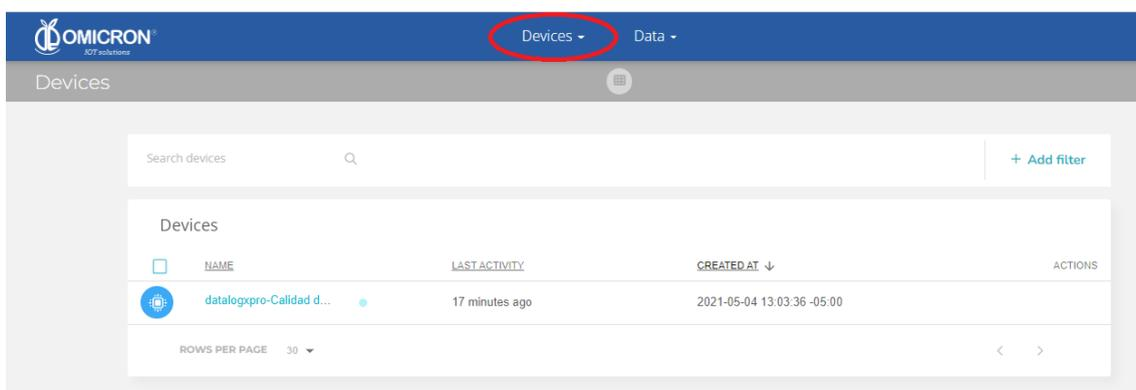 OMICRON®
IOT solutions
Devices Data
Devices
Search devices + Add filter
Devices
NAME LAST ACTIVITY CREATED AT ACTIONS
datalogxpro-Calidad d... 17 minutes ago 2021-05-04 13:03:36 -05:00
ROWS PER PAGE 30